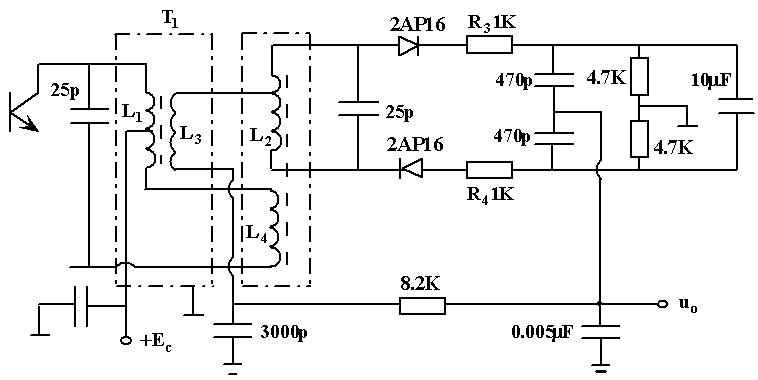 T1
2AP16
R3 1K
25p
L1
L3
L2
25p
470p
4.7K
10µF
470p
2AP16
4.7K
R4 1K
L4
8.2K
+Ec
3000p
0.005µF
uo